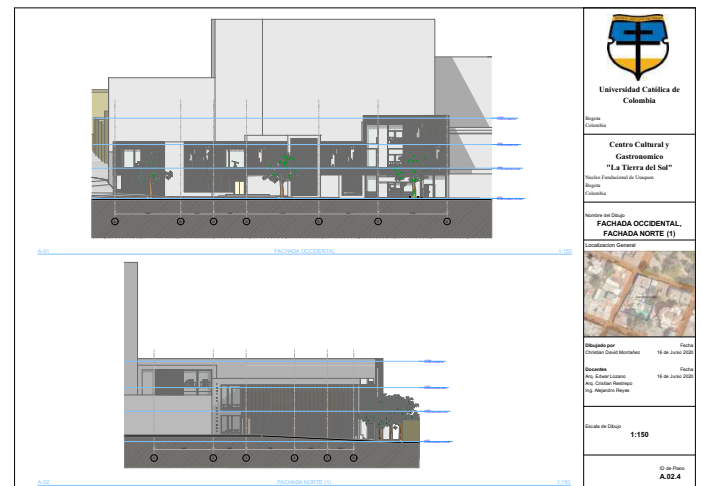 A-01
FACHADA OCCIDENTAL
1:150
A-02
FACHADA NORTE (1)
1:150
Universidad Católica de
Colombia
Bogota
Colombia
Centro Cultural y
Gastronomico
"La Tierra del Sol"
Nucleo Fundacional de Usaquen
Bogota
Colombia
Nombre del Dibujo
FACHADA OCCIDENTAL,
FACHADA NORTE (1)
Localizacion General
Dibujado por Fecha
Christian David Montañez 16 de Junio 2020
Docentes Fecha
Arq. Edwar Lozano 16 de Junio 2020
Arq. Cristian Restrepo
Ing. Alejandro Reyes
Escala de Dibujo
1:150
ID de Plano
A.02.4